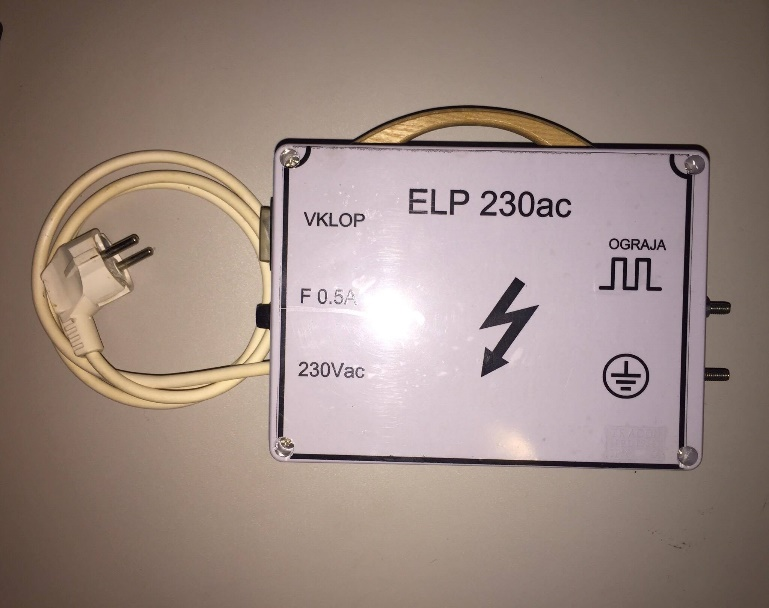 ELP 230ac
VKLOP
OGRAJA
F 0.5A
230Vac